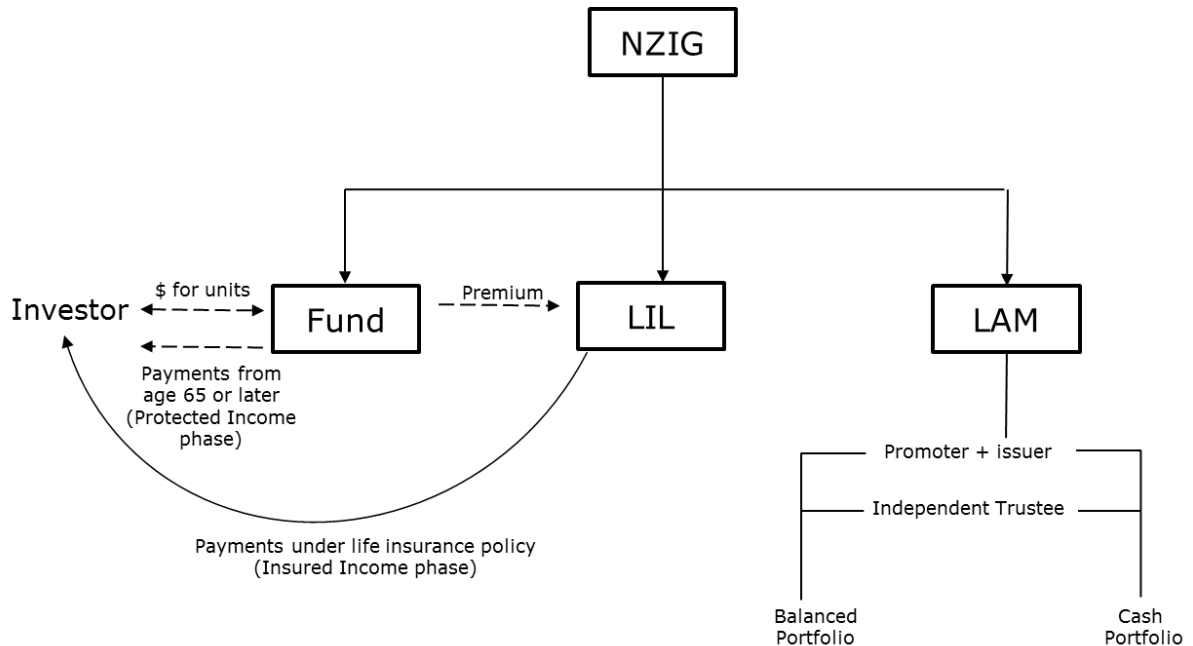 NZIG
Investor
$ for units
Fund
Premium
LIL
LAM
Payments from
age 65 or later
(Protected Income
phase)
Promoter + issuer
Independent Trustee
Payments under life insurance policy
(Insured Income phase)
Balanced
Portfolio
Cash
Portfolio